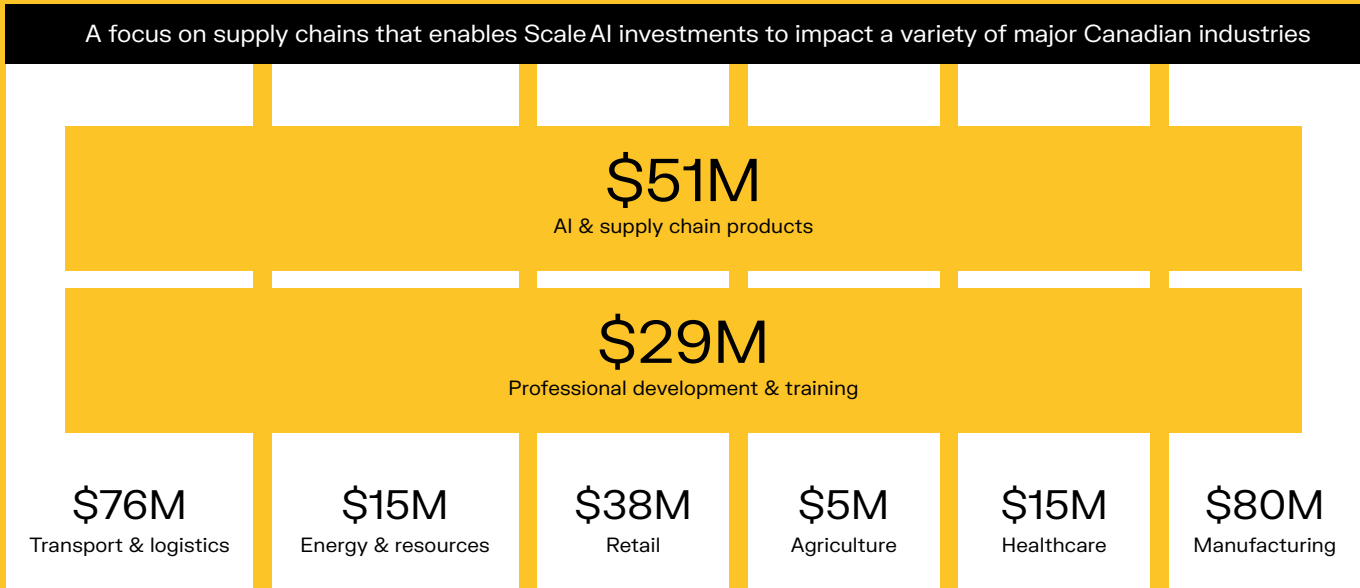 A focus on supply chains that enables Scale AI investments to impact a variety of major Canadian industries
$51M
AI & supply chain products
$29M
Professional development & training
$76M
Transport & logistics
$15M
Energy & resources
$38M
Retail
$5M
Agriculture
$15M
Healthcare
$80M
Manufacturing